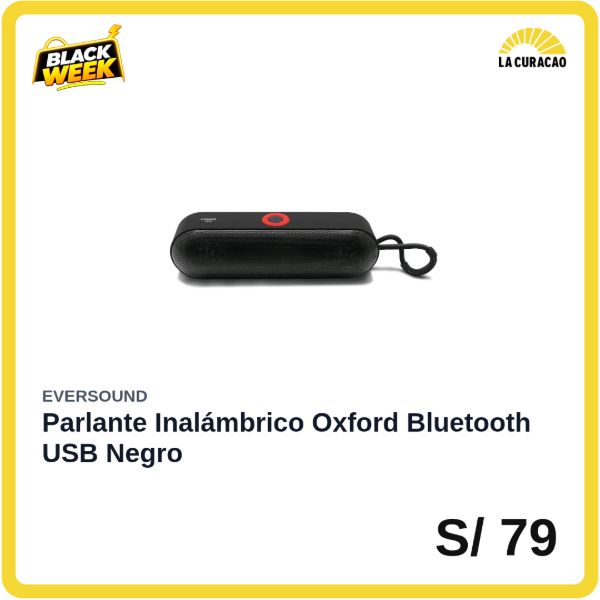 BLACK
WEEK
LA CURACAO
EVERSOUND
Parlante Inalámbrico Oxford Bluetooth
USB Negro
S/ 79